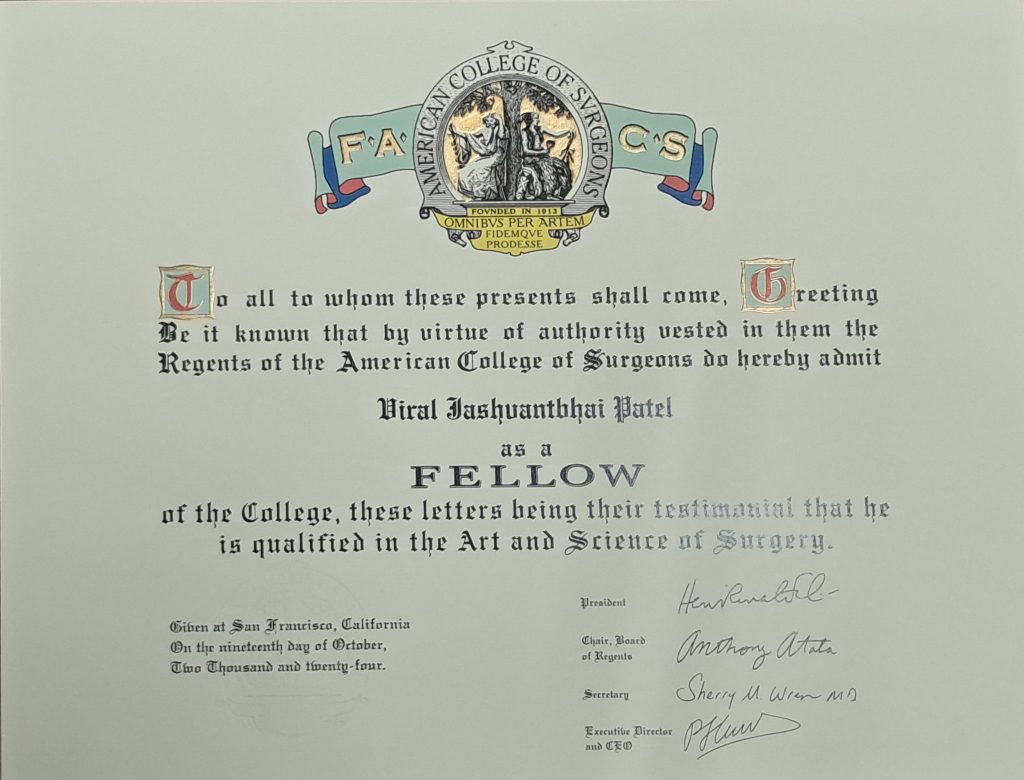 AMERICAN COLLEGE OF SVRGEONS
F·A·C·S
FOUNDED IN 1913
OMNIBVS PER ARTEM
FIDEMQVE
PRODESSE
To all to whom these presents shall come, Greeting
Be it known that by virtue of authority vested in them the
Regents of the American College of Surgeons do hereby admit
Viral Jashvantbhai Patel
as a
FELLOW
of the College, these letters being their testimonial that he
is qualified in the Art and Science of Surgery.
Given at San Francisco, California
On the nineteenth day of October,
Two Thousand and twenty-four.
President
Chair, Board
of Regents
Anthony Atala
Secretary
Sherry M. Wren MD
Executive Director
and CEO